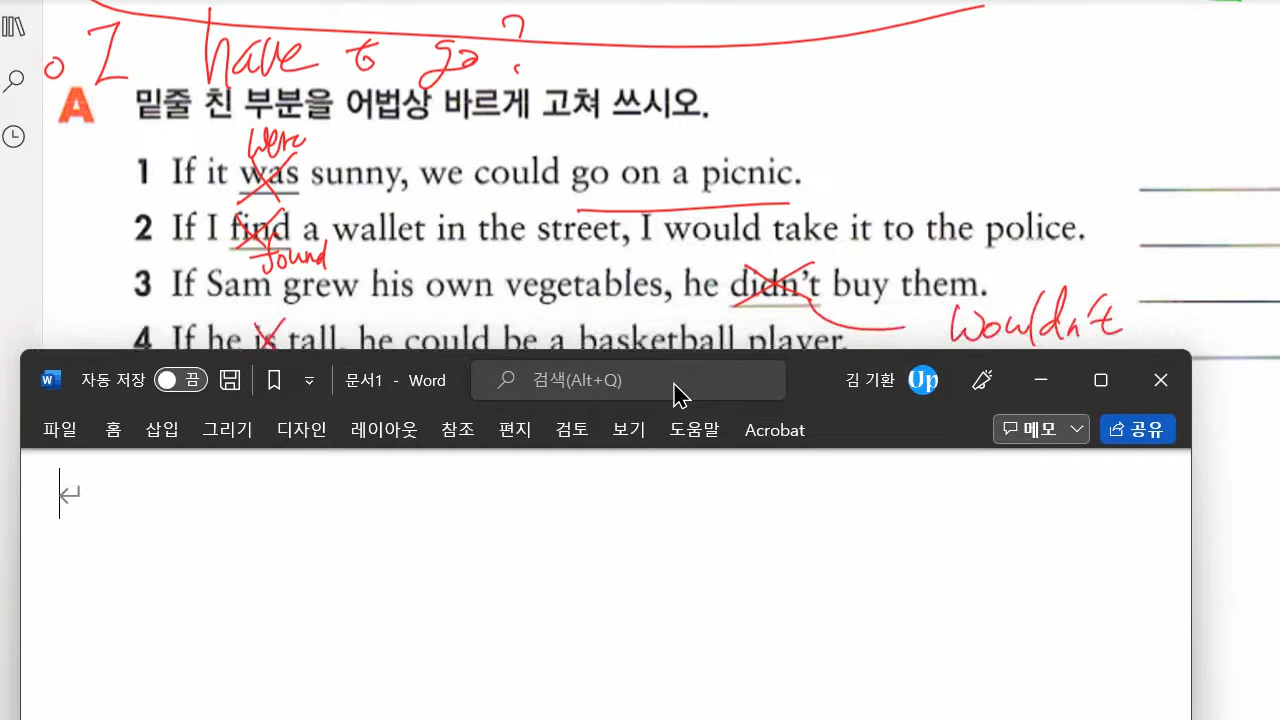 o I have to go?
A 밑줄 친 부분을 어법상 바르게 고쳐 쓰시오.
were
1 If it was sunny, we could go on a picnic.
2 If I find a wallet in the street, I would take it to the police.
found
3 If Sam grew his own vegetables, he didn't buy them.
wouldn't
4 If he is tall, he could be a basketball player.
자동 저장 끔 문서1 - Word 검색(Alt+Q) 김 기환 Up
파일 홈 삽입 그리기 디자인 레이아웃 참조 편지 검토 보기 도움말 Acrobat 메모 공유